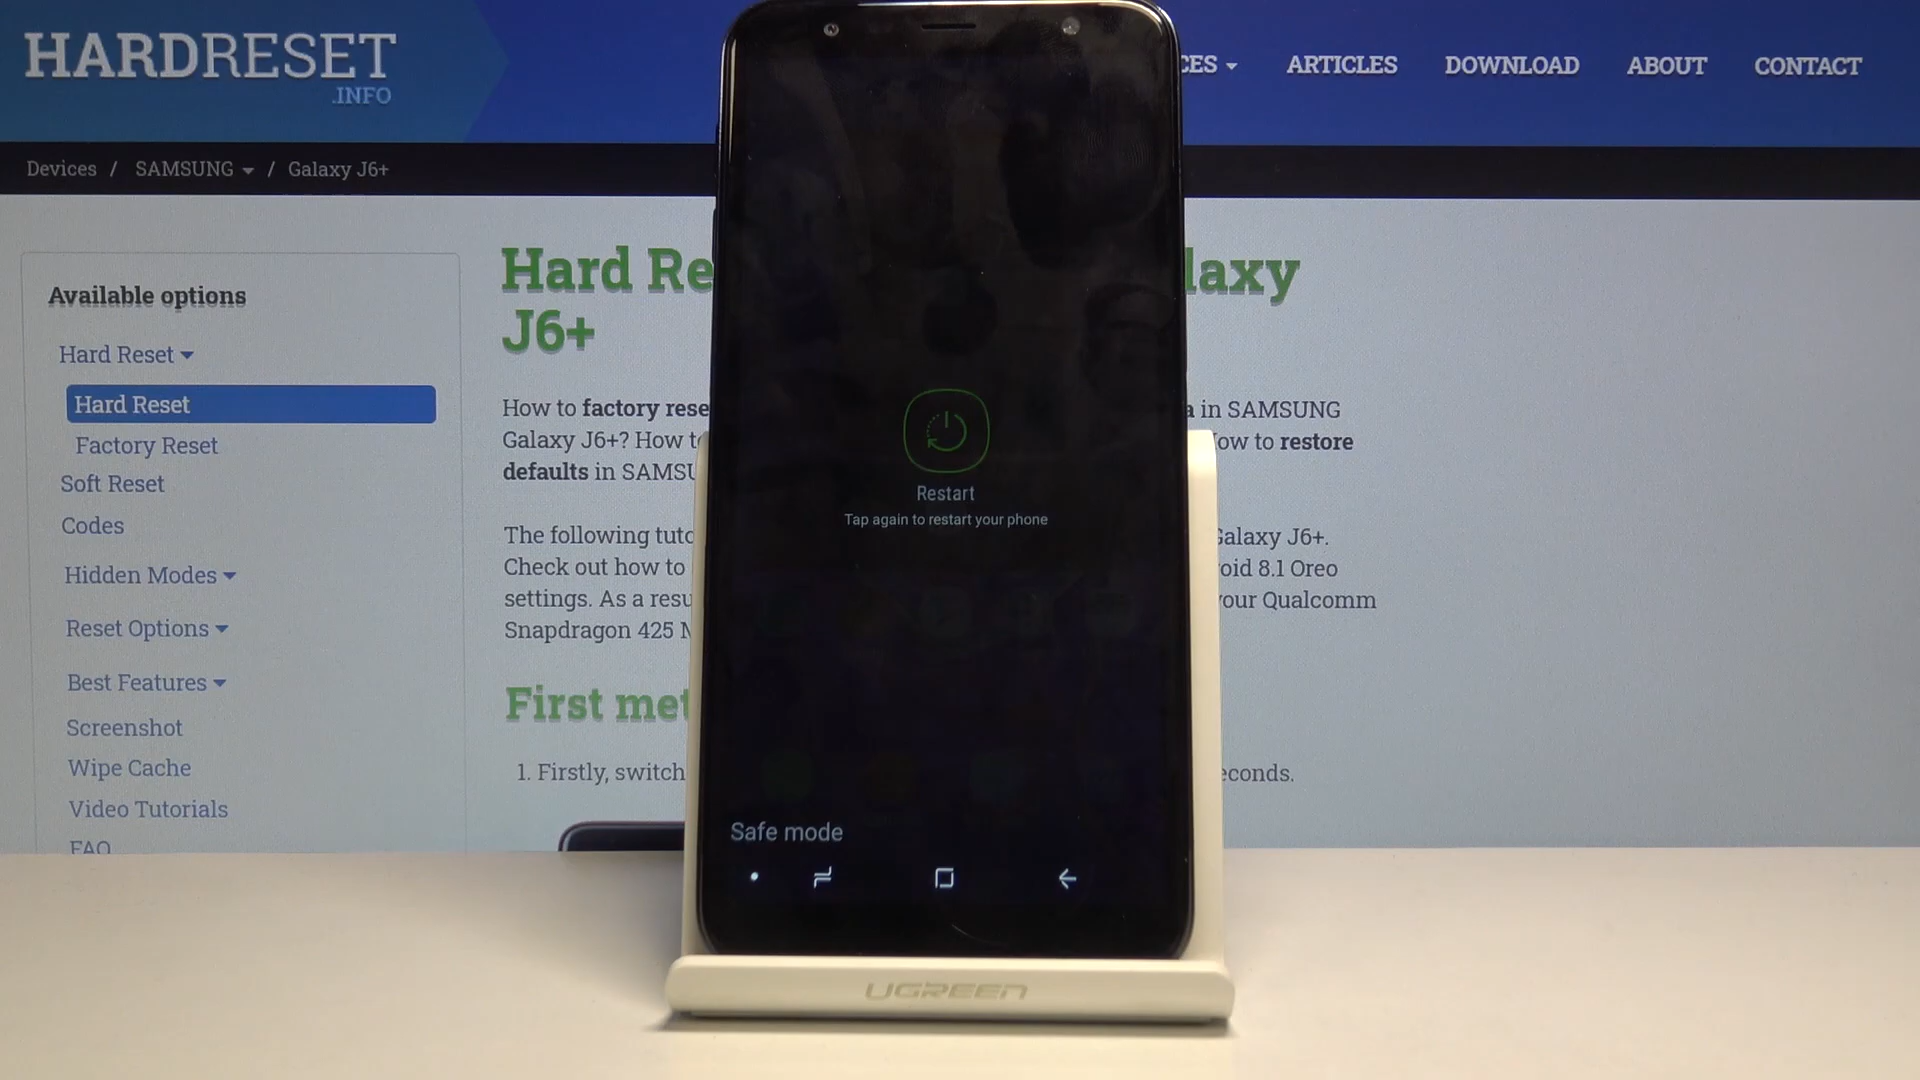 HARDRESET
.INFO
CES
ARTICLES
DOWNLOAD
ABOUT
CONTACT
Devices / SAMSUNG / Galaxy J6+
Available options
Hard Reset
Hard Reset
Factory Reset
Soft Reset
Codes
Hidden Modes
Reset Options
Best Features
Screenshot
Wipe Cache
Video Tutorials
FAQ
Hard Re laxy
J6+
How to factory rese a in SAMSUNG
Galaxy J6+? How t ow to restore
defaults in SAMSU
The following tuto Galaxy J6+.
Check out how to oid 8.1 Oreo
settings. As a resu our Qualcomm
Snapdragon 425 M
First met
1. Firstly, switch econds.
Restart
Tap again to restart your phone
Safe mode
UGREEN